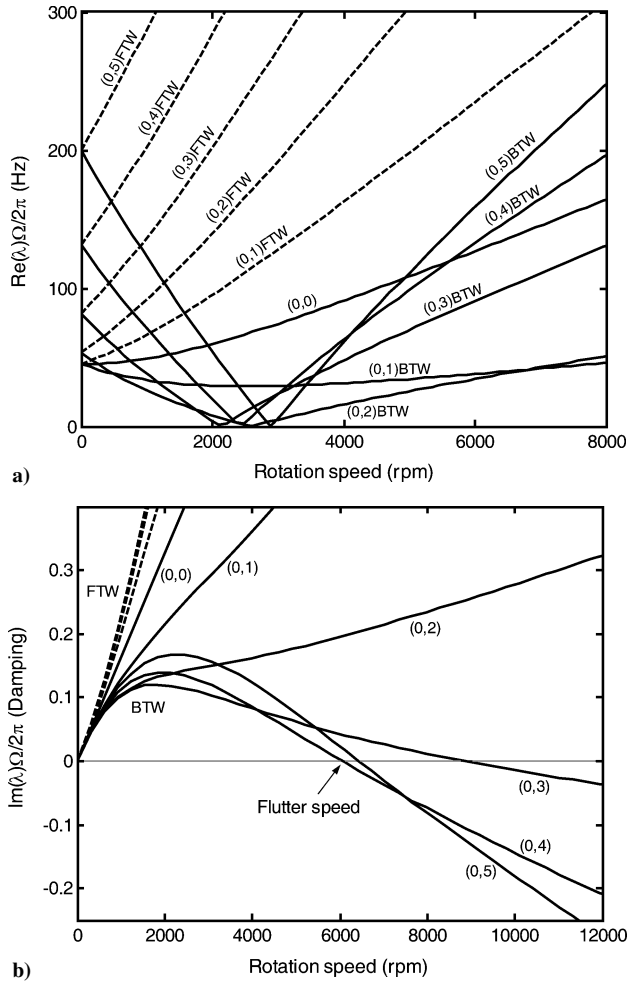 300
200
100
0
Re(λ)Ω/2π (Hz)
(0,5)FTW
(0,4)FTW
(0,3)FTW
(0,2)FTW
(0,1)FTW
(0,0)
(0,5)BTW
(0,4)BTW
(0,3)BTW
(0,1)BTW
(0,2)BTW
0 2000 4000 6000 8000
Rotation speed (rpm)
a)
0.3
0.2
0.1
0
-0.1
-0.2
Im(λ)Ω/2π (Damping)
FTW
(0,0)
(0,1)
(0,2)
BTW
Flutter speed
(0,3)
(0,4)
(0,5)
0 2000 4000 6000 8000 10000 12000
Rotation speed (rpm)
b)